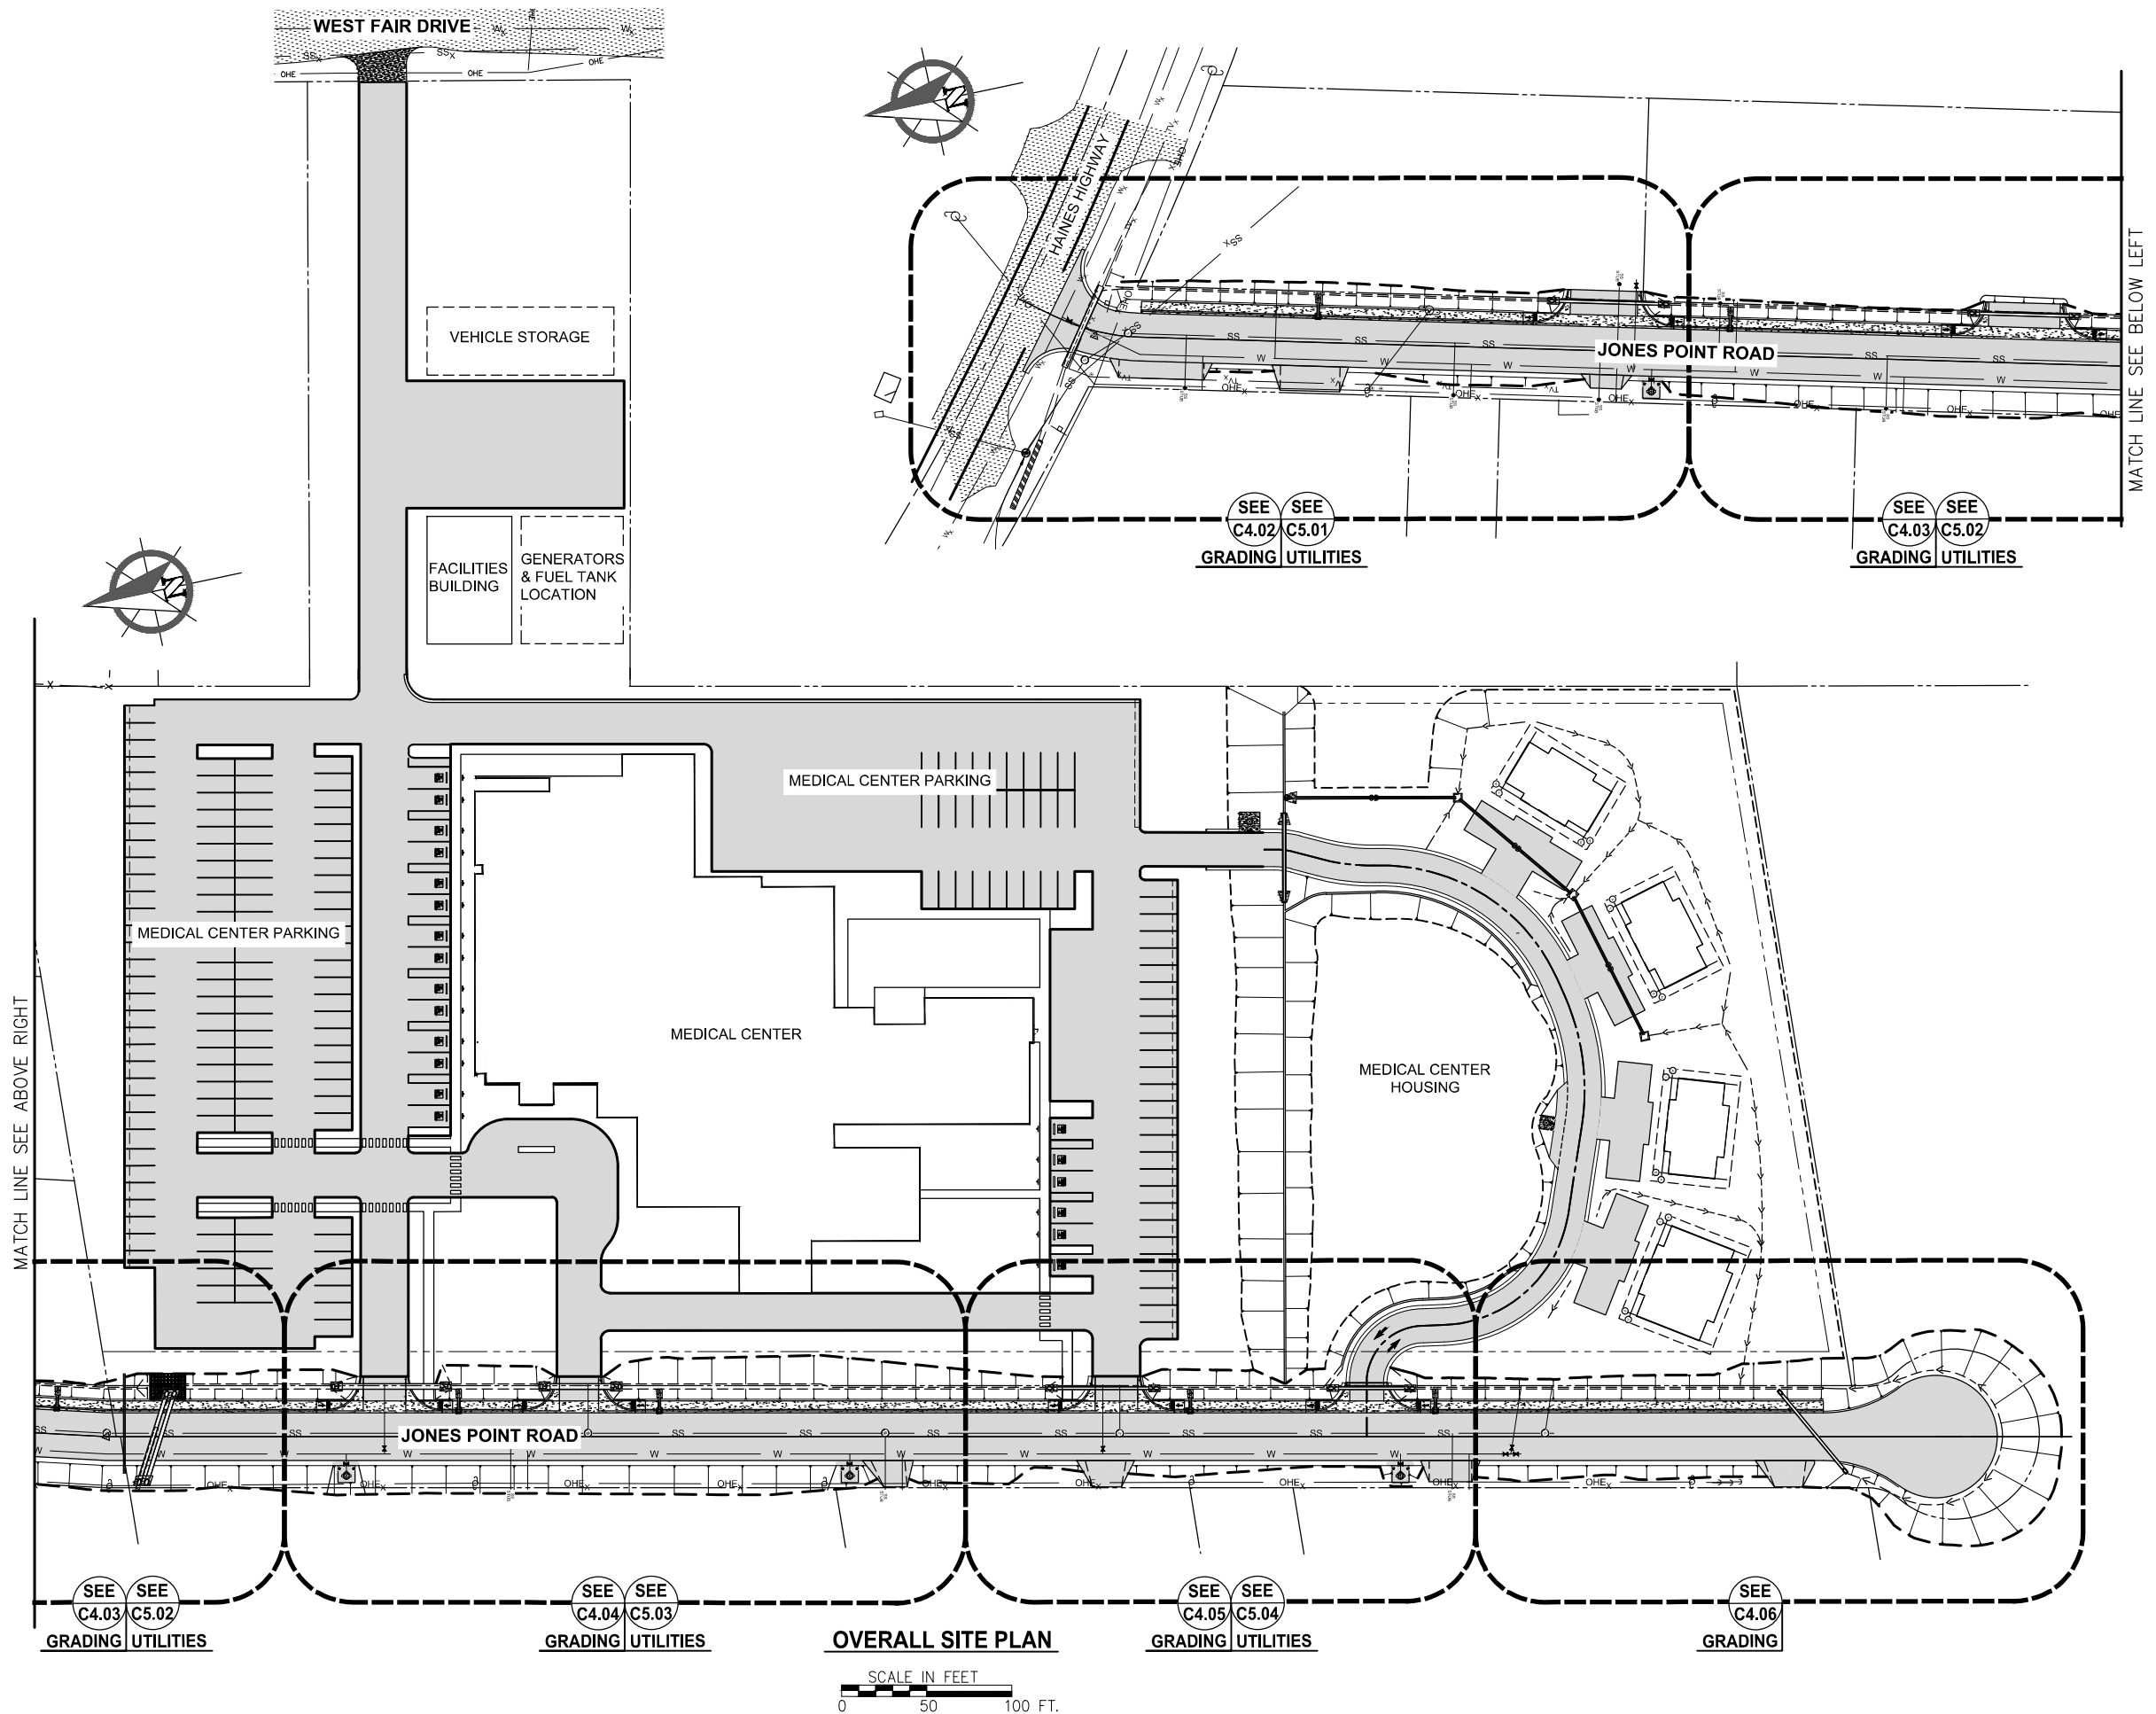 WEST FAIR DRIVE
HAINES HIGHWAY
JONES POINT ROAD
MATCH LINE SEE BELOW LEFT
SEE
C4.02
SEE
C5.01
GRADING UTILITIES
SEE
C4.03
SEE
C5.02
GRADING UTILITIES
VEHICLE STORAGE
FACILITIES
BUILDING
GENERATORS
& FUEL TANK
LOCATION
MEDICAL CENTER PARKING
MEDICAL CENTER PARKING
MEDICAL CENTER
MEDICAL CENTER
HOUSING
MATCH LINE SEE ABOVE RIGHT
JONES POINT ROAD
SEE
C4.03
SEE
C5.02
GRADING UTILITIES
SEE
C4.04
SEE
C5.03
GRADING UTILITIES
SEE
C4.05
SEE
C5.04
GRADING UTILITIES
SEE
C4.06
GRADING
OVERALL SITE PLAN
SCALE IN FEET
0 50 100 FT.